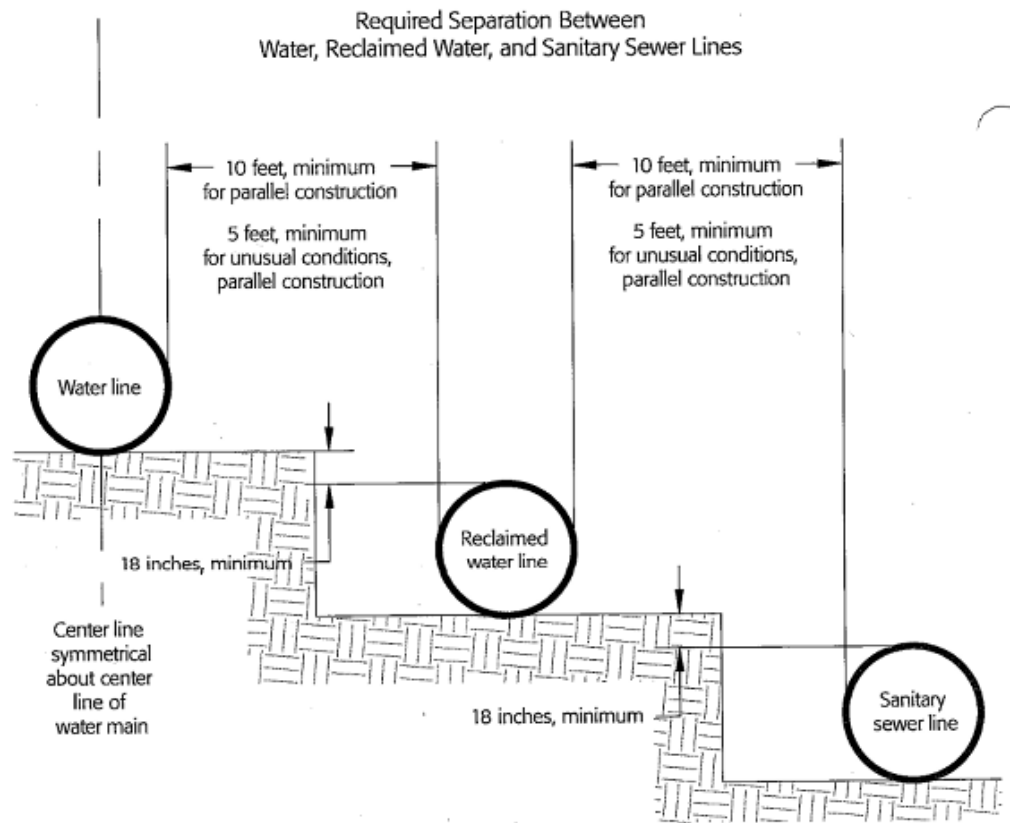 Required Separation Between
Water, Reclaimed Water, and Sanitary Sewer Lines
10 feet, minimum
for parallel construction
5 feet, minimum
for unusual conditions,
parallel construction
10 feet, minimum
for parallel construction
5 feet, minimum
for unusual conditions,
parallel construction
Water line
Reclaimed
water line
18 inches, minimum
Center line
symmetrical
about center
line of
water main
18 inches, minimum
Sanitary
sewer line